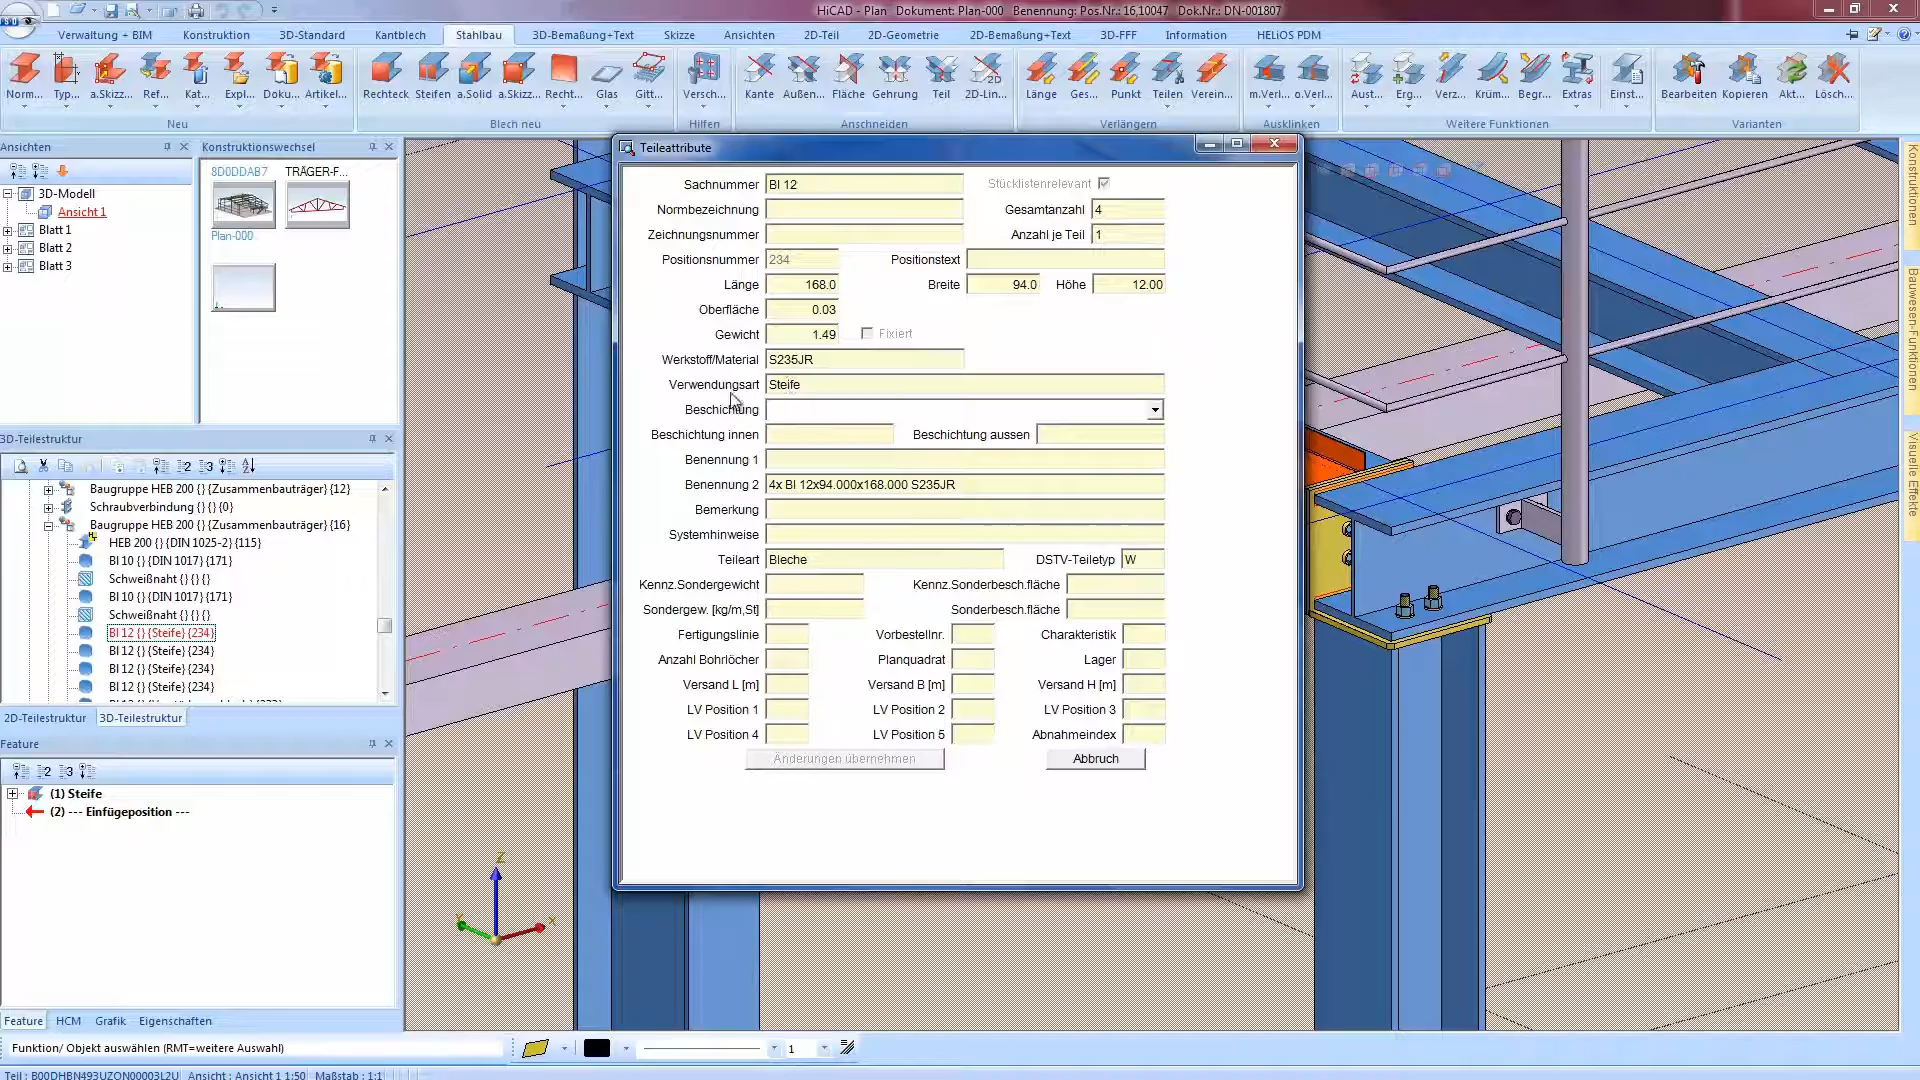 HiCAD - Plan   Dokument: Plan-000   Benennung: Pos.Nr.: 16,10047   Dok.Nr.: DN-001807
Verwaltung + BIM
Konstruktion
3D-Standard
Kantblech
Stahlbau
3D-Bemaßung+Text
Skizze
Ansichten
2D-Teil
2D-Geometrie
2D-Bemaßung+Text
3D-FFF
Information
HELiOS PDM
Norm...
Typ...
a.Skizz...
Ref...
Kat...
Expl...
Doku...
Artikel...
Rechteck
Steifen
a.Solid
a.Skizz...
Recht...
Glas
Gitt...
Versch...
Kante
Außen...
Fläche
Gehrung
Teil
2D-Lin...
Länge
Ges...
Punkt
Teilen
Verein...
m.Verl...
o.Verl...
Aust...
Erg...
Verz...
Krüm...
Begr...
Extras
Einst...
Bearbeiten
Kopieren
Akt...
Lösch...
Neu
Blech neu
Hilfen
Anschneiden
Verlängern
Ausklinken
Weitere Funktionen
Varianten
Ansichten
3D-Modell
Ansicht 1
Blatt 1
Blatt 2
Blatt 3
Konstruktionswechsel
8D0DDAB7
TRÄGER-F...
Plan-000
3D-Teilestruktur
Baugruppe HEB 200 {} {Zusammenbauträger} {12}
Schraubverbindung {} {} {0}
Baugruppe HEB 200 {} {Zusammenbauträger} {16}
HEB 200 {} {DIN 1025-2} {115}
Bl 10 {} {DIN 1017} {171}
Schweißnaht {} {} {}
Bl 10 {} {DIN 1017} {171}
Schweißnaht {} {} {}
Bl 12 {} {Steife} {234}
Bl 12 {} {Steife} {234}
Bl 12 {} {Steife} {234}
Bl 12 {} {Steife} {234}
2D-Teilestruktur
3D-Teilestruktur
Feature
(1) Steife
(2) --- Einfügeposition ---
Feature
HCM
Grafik
Eigenschaften
Teileattribute
Sachnummer Bl 12 Stücklistenrelevant
Normbezeichnung Gesamtanzahl 4
Zeichnungsnummer Anzahl je Teil 1
Positionsnummer 234 Positionstext
Länge 168.0 Breite 94.0 Höhe 12.00
Oberfläche 0.03
Gewicht 1.49 Fixiert
Werkstoff/Material S235JR
Verwendungsart Steife
Beschichtung
Beschichtung innen Beschichtung aussen
Benennung 1
Benennung 2 4x Bl 12x94.000x168.000 S235JR
Bemerkung
Systemhinweise
Teileart Bleche DSTV-Teiletyp W
Kennz.Sondergewicht Kennz.Sonderbesch.fläche
Sondergew. [kg/m,St] Sonderbesch.fläche
Fertigungslinie Vorbestellnr. Charakteristik
Anzahl Bohrlöcher Planquadrat Lager
Versand L [m] Versand B [m] Versand H [m]
LV Position 1 LV Position 2 LV Position 3
LV Position 4 LV Position 5 Abnahmeindex
Änderungen übernehmen Abbruch
Z
Y
X
Konstruktionen
Bauwesen-Funktionen
Visuelle Effekte
Funktion/ Objekt auswählen (RMT=weitere Auswahl)
1
Teil : B00DHBN493UZON00003L2U Ansicht : Ansicht 1 1:50 Maßstab : 1:1